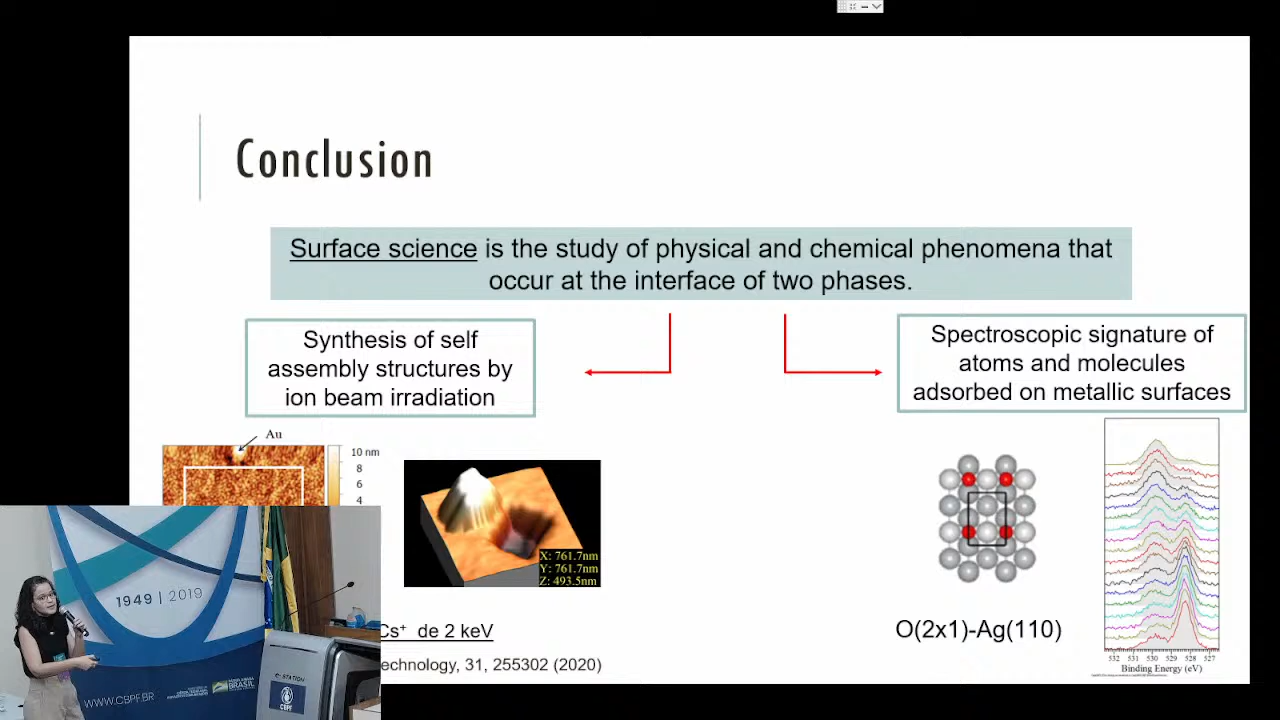 Conclusion
Surface science is the study of physical and chemical phenomena that
occur at the interface of two phases.
Synthesis of self
assembly structures by
ion beam irradiation
Spectroscopic signature of
atoms and molecules
adsorbed on metallic surfaces
Au
10 nm
8
6
4
X: 761.7nm
Y: 761.7nm
Z: 493.5nm
Cs⁺ de 2 keV
echnology, 31, 255302 (2020)
O(2x1)-Ag(110)
532 531 530 529 528 527
Binding Energy (eV)
1949 | 2019
WWW.CBPF.BR
BRASIL
e-STATION
CBPF